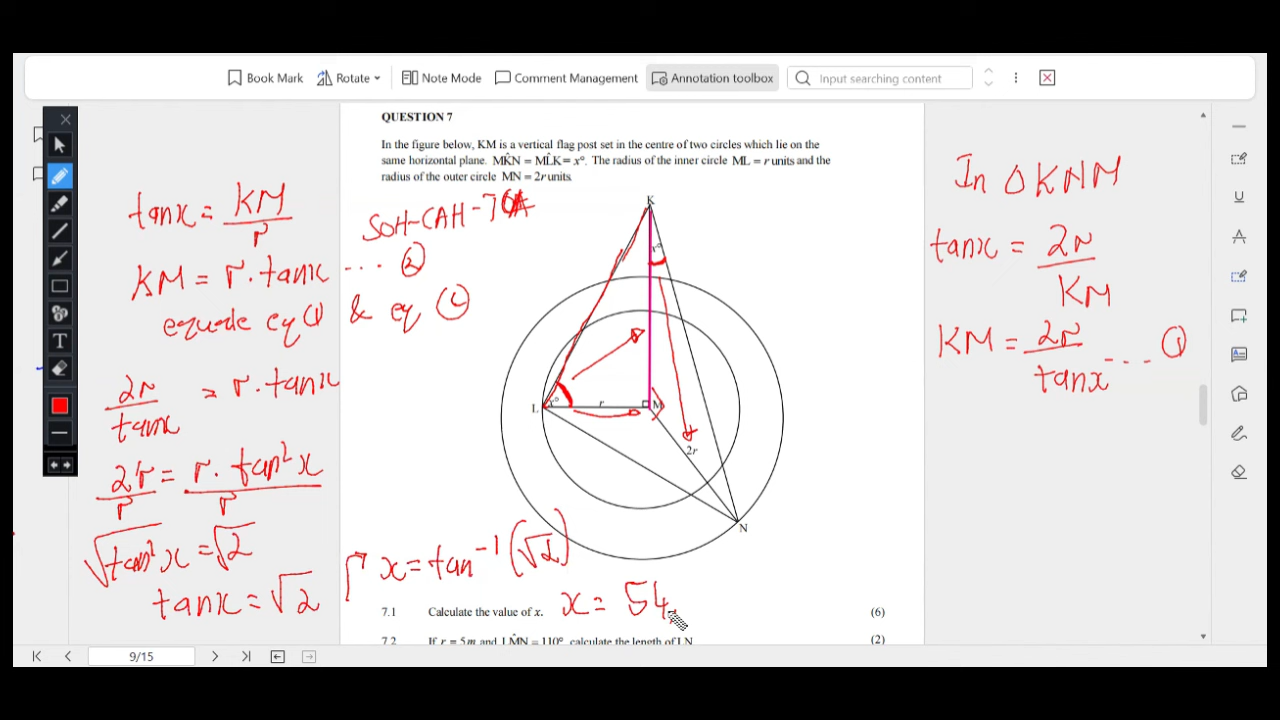 Book Mark Rotate Note Mode Comment Management Annotation toolbox Input searching content
QUESTION 7
In the figure below, KM is a vertical flag post set in the centre of two circles which lie on the
same horizontal plane. MK̂N = ML̂K = x°. The radius of the inner circle ML = r units and the
radius of the outer circle MN = 2r units.
SOH-CAH-TOA
tanx = KM/r
KM = r·tanx ... ②
equate eq ① & eq ②
2r/tanx = r·tanx
2r/r = r·tan²x/r
√tan²x = √2
tanx = √2
x = tan⁻¹(√2)
x = 54,
K
x°
L
x°
r
M
2r
N
In △KNM
tanx = 2r/KM
KM = 2r/tanx ... ①
7.1 Calculate the value of x. (6)
7.2 If r = 5m and LM̂N = 110°, calculate the length of LN (2)
9/15